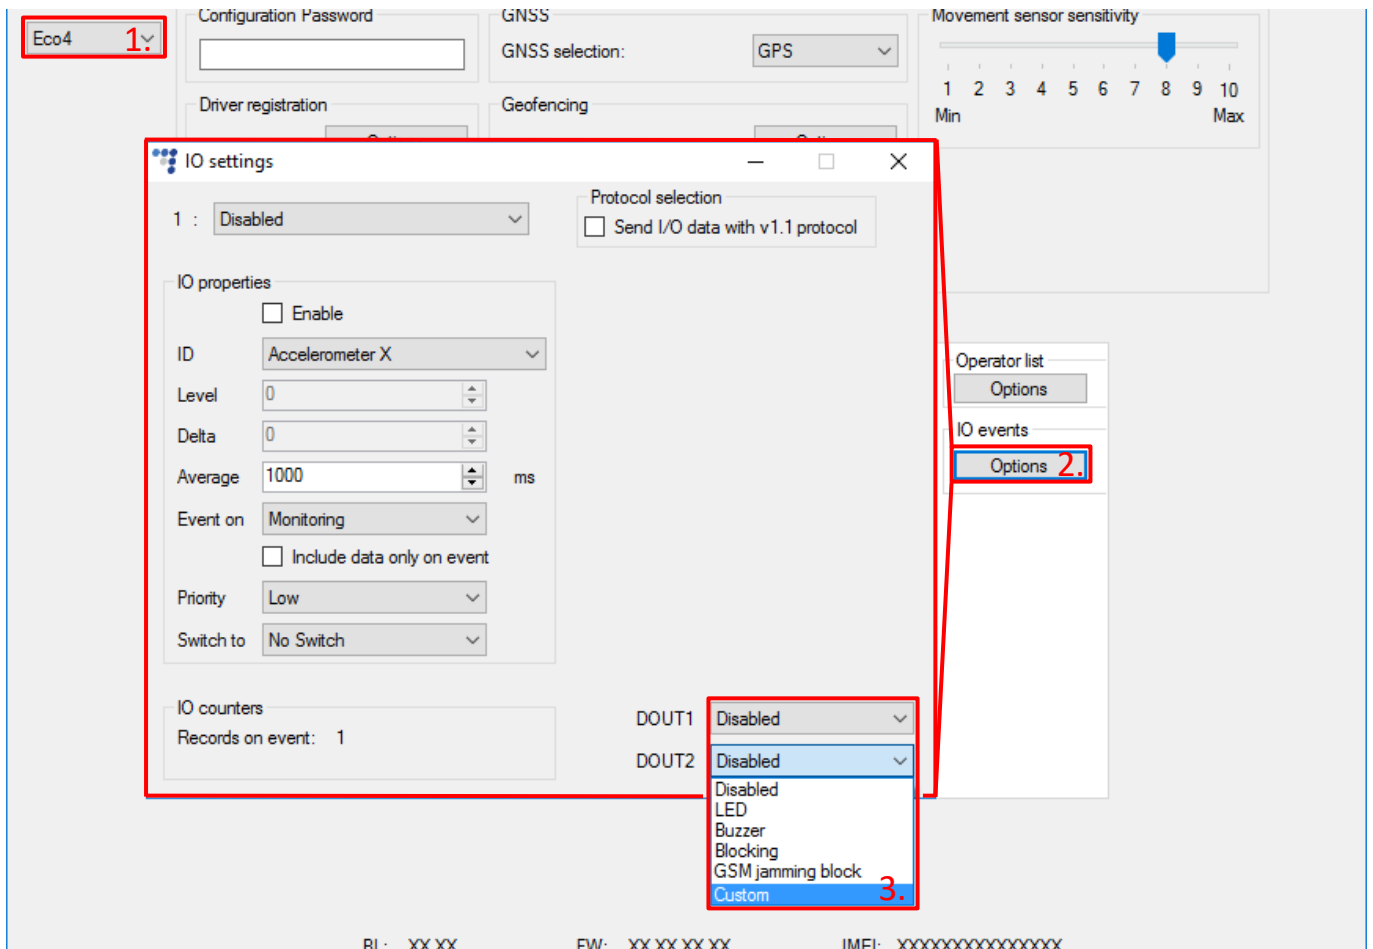 Configuration Password
GNSS
Movement sensor sensitivity
Eco4
1.
GNSS selection:
GPS
1 2 3 4 5 6 7 8 9 10
Min
Max
Driver registration
Geofencing
IO settings
1 :
Disabled
Protocol selection
Send I/O data with v1.1 protocol
IO properties
Enable
ID
Accelerometer X
Level
0
Delta
0
Average
1000
ms
Event on
Monitoring
Include data only on event
Priority
Low
Switch to
No Switch
Operator list
Options
IO events
Options
2.
IO counters
Records on event: 1
DOUT1
Disabled
DOUT2
Disabled
Disabled
LED
Buzzer
Blocking
GSM jamming block
Custom
3.
BL: XX.XX
FW: XX.XX.XX.XX
IMEI: XXXXXXXXXXXXXXX